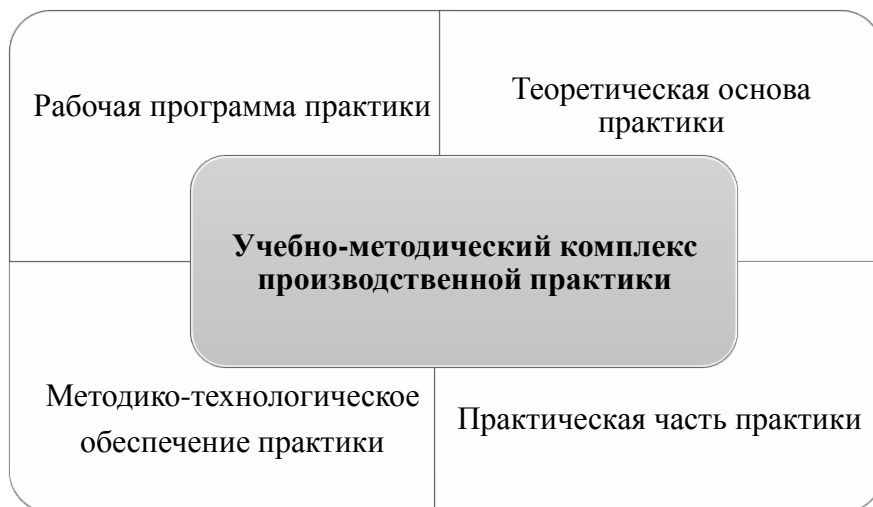 Рабочая программа практики
Теоретическая основа
практики
Учебно-методический комплекс
производственной практики
Методико-технологическое
обеспечение практики
Практическая часть практики